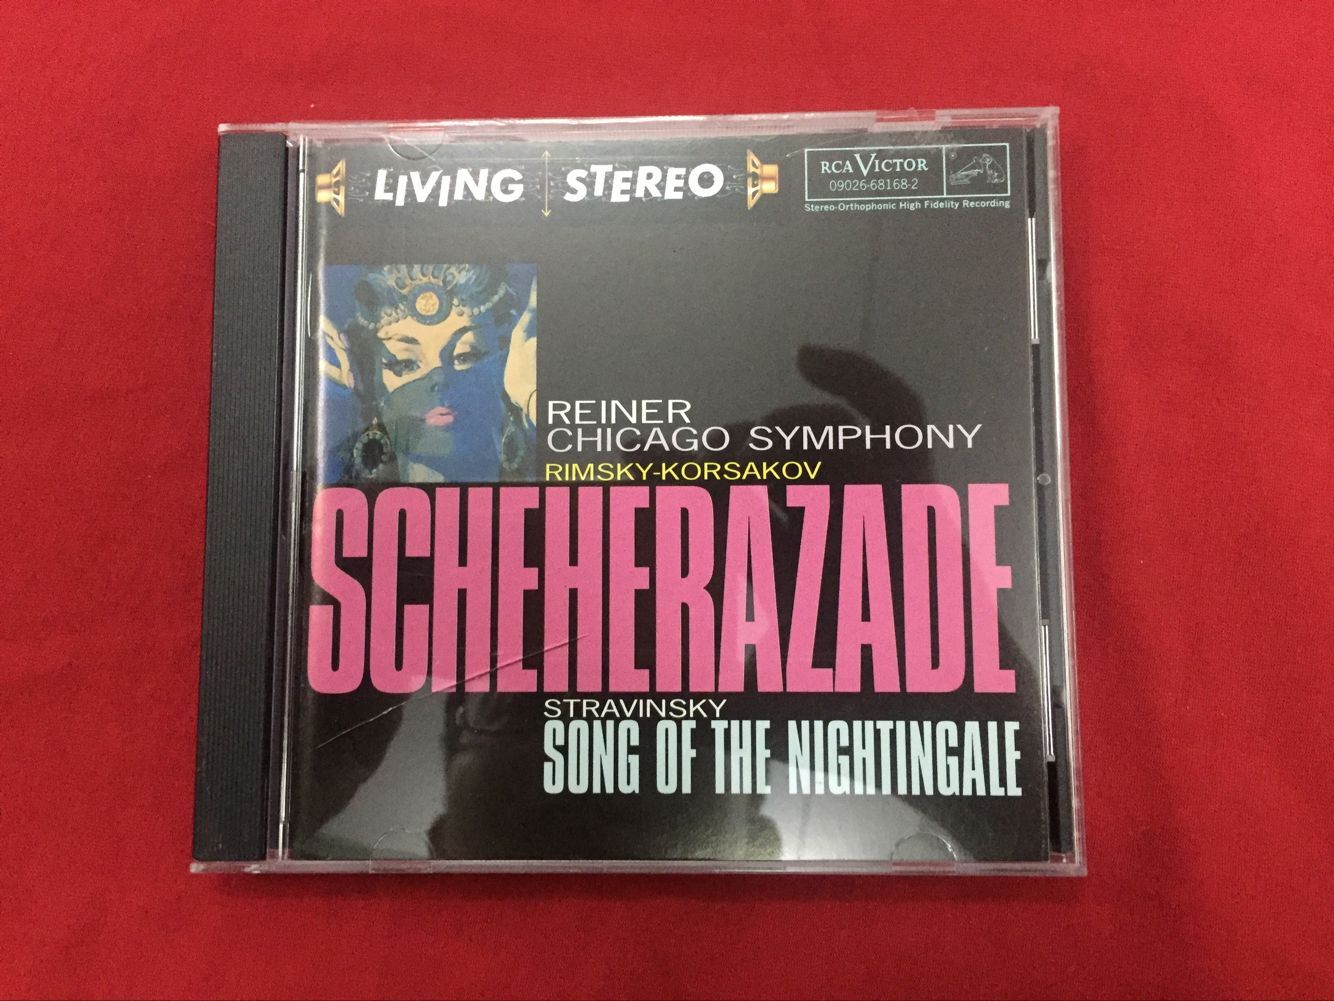 LIVING STEREO
RCA VICTOR
09026-68168-2
Stereo-Orthophonic High Fidelity Recording
REINER
CHICAGO SYMPHONY
RIMSKY-KORSAKOV
SCHEHERAZADE
STRAVINSKY
SONG OF THE NIGHTINGALE